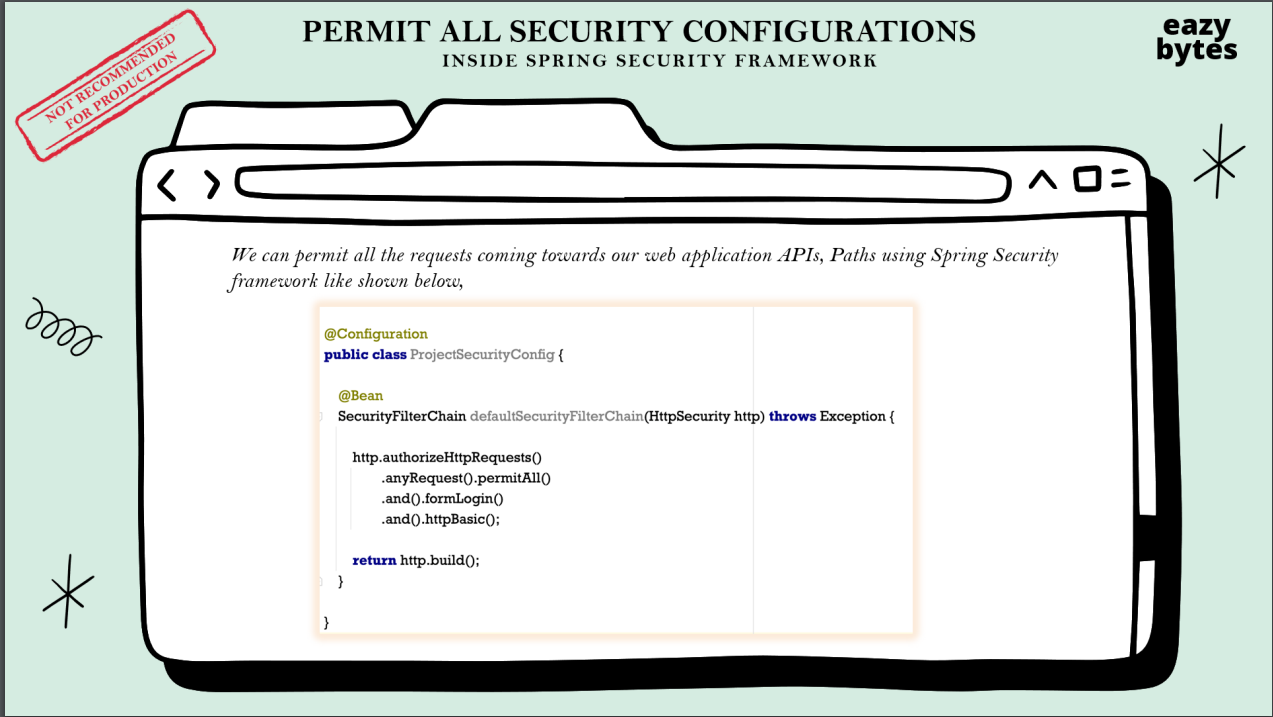 NOT RECOMMENDED
FOR PRODUCTION
PERMIT ALL SECURITY CONFIGURATIONS
INSIDE SPRING SECURITY FRAMEWORK
eazy
bytes
We can permit all the requests coming towards our web application APIs, Paths using Spring Security
framework like shown below,
@Configuration
public class ProjectSecurityConfig {
@Bean
SecurityFilterChain defaultSecurityFilterChain(HttpSecurity http) throws Exception {
http.authorizeHttpRequests()
.anyRequest().permitAll()
.and().formLogin()
.and().httpBasic();
return http.build();
}
}